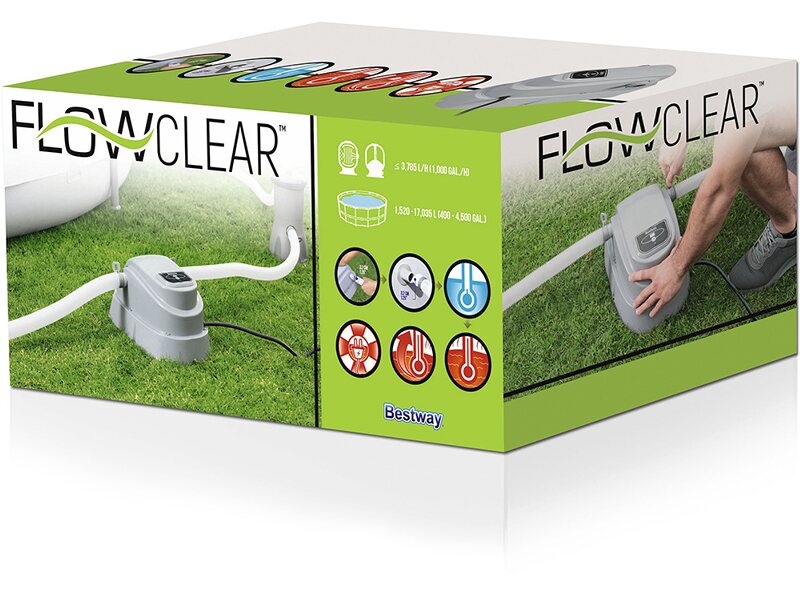 FLOWCLEAR™
≤ 3,785 L/H (1,000 GAL./H)
1,520 -17,035 L (400 - 4,500 GAL.)
Bestway
FLOWCLEAR™